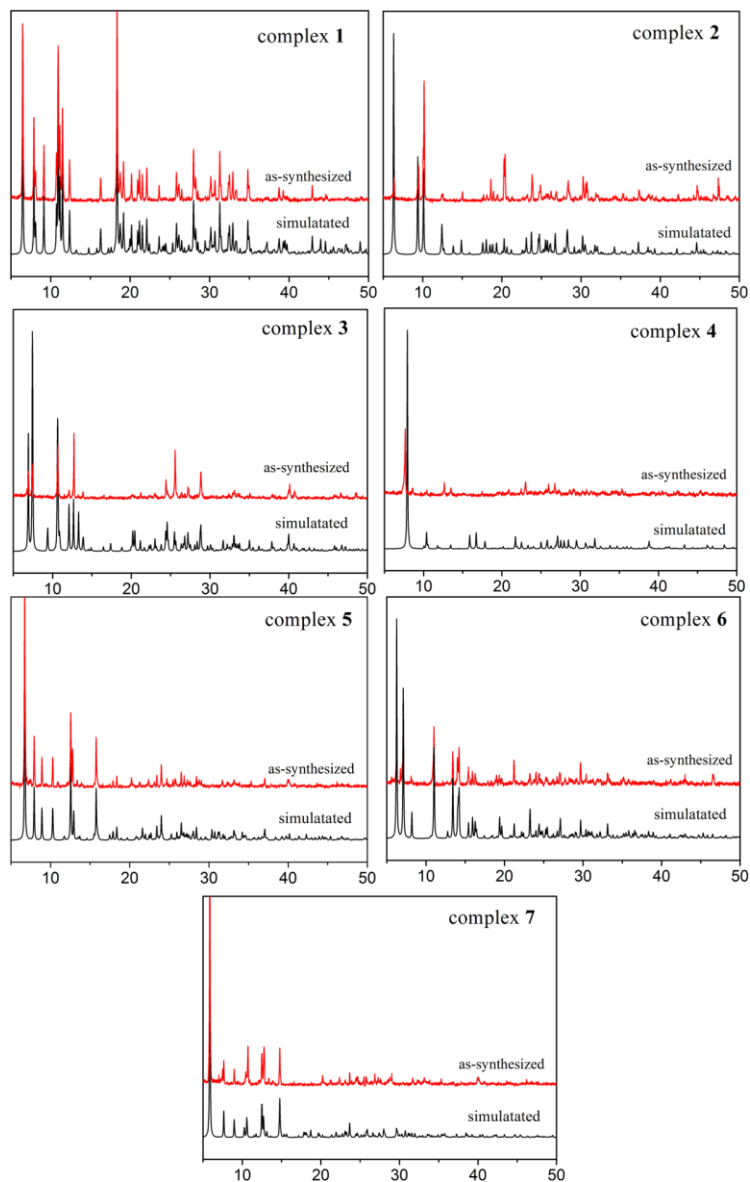 complex 1
as-synthesized
simulatated
10 20 30 40 50
complex 2
as-synthesized
simulatated
10 20 30 40 50
complex 3
as-synthesized
simulatated
10 20 30 40 50
complex 4
as-synthesized
simulatated
10 20 30 40 50
complex 5
as-synthesized
simulatated
10 20 30 40 50
complex 6
as-synthesized
simulatated
10 20 30 40 50
complex 7
as-synthesized
simulatated
10 20 30 40 50